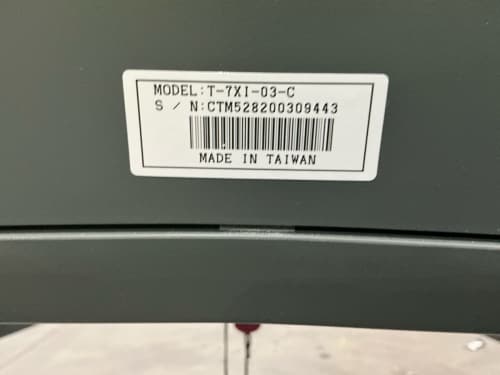 MODEL:T-7XI-03-C
S / N:CTM528200309443
MADE IN TAIWAN